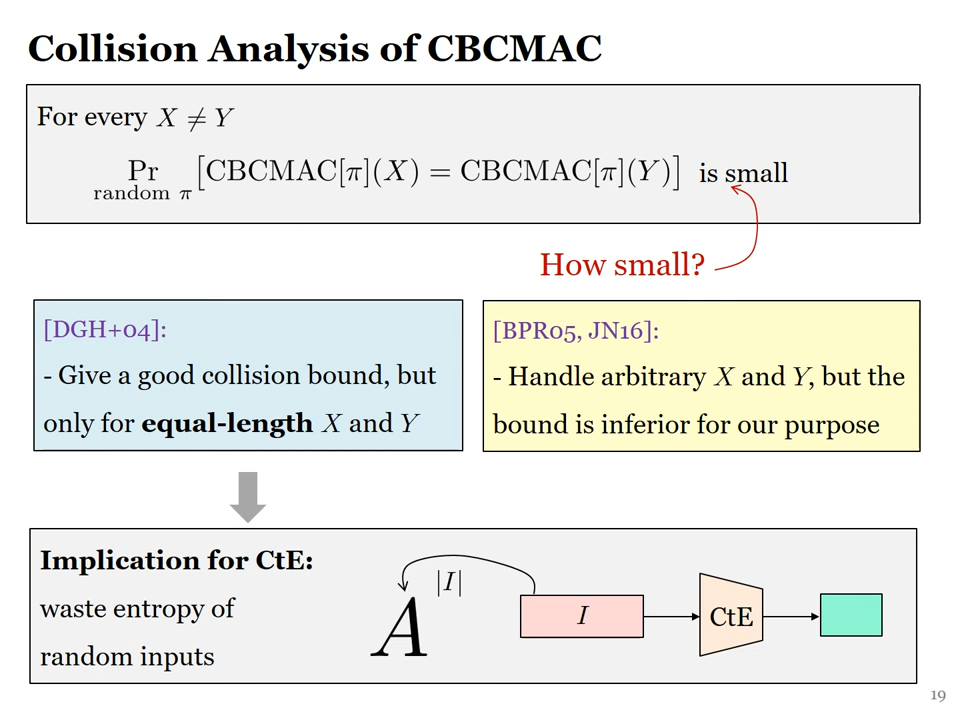 Collision Analysis of CBCMAC
For every X ≠ Y
Pr [CBCMAC[π](X) = CBCMAC[π](Y)] is small
random π
How small?
[DGH+04]:
- Give a good collision bound, but
only for equal-length X and Y
[BPR05, JN16]:
- Handle arbitrary X and Y, but the
bound is inferior for our purpose
Implication for CtE:
waste entropy of
random inputs
|I|
A
I
CtE
19